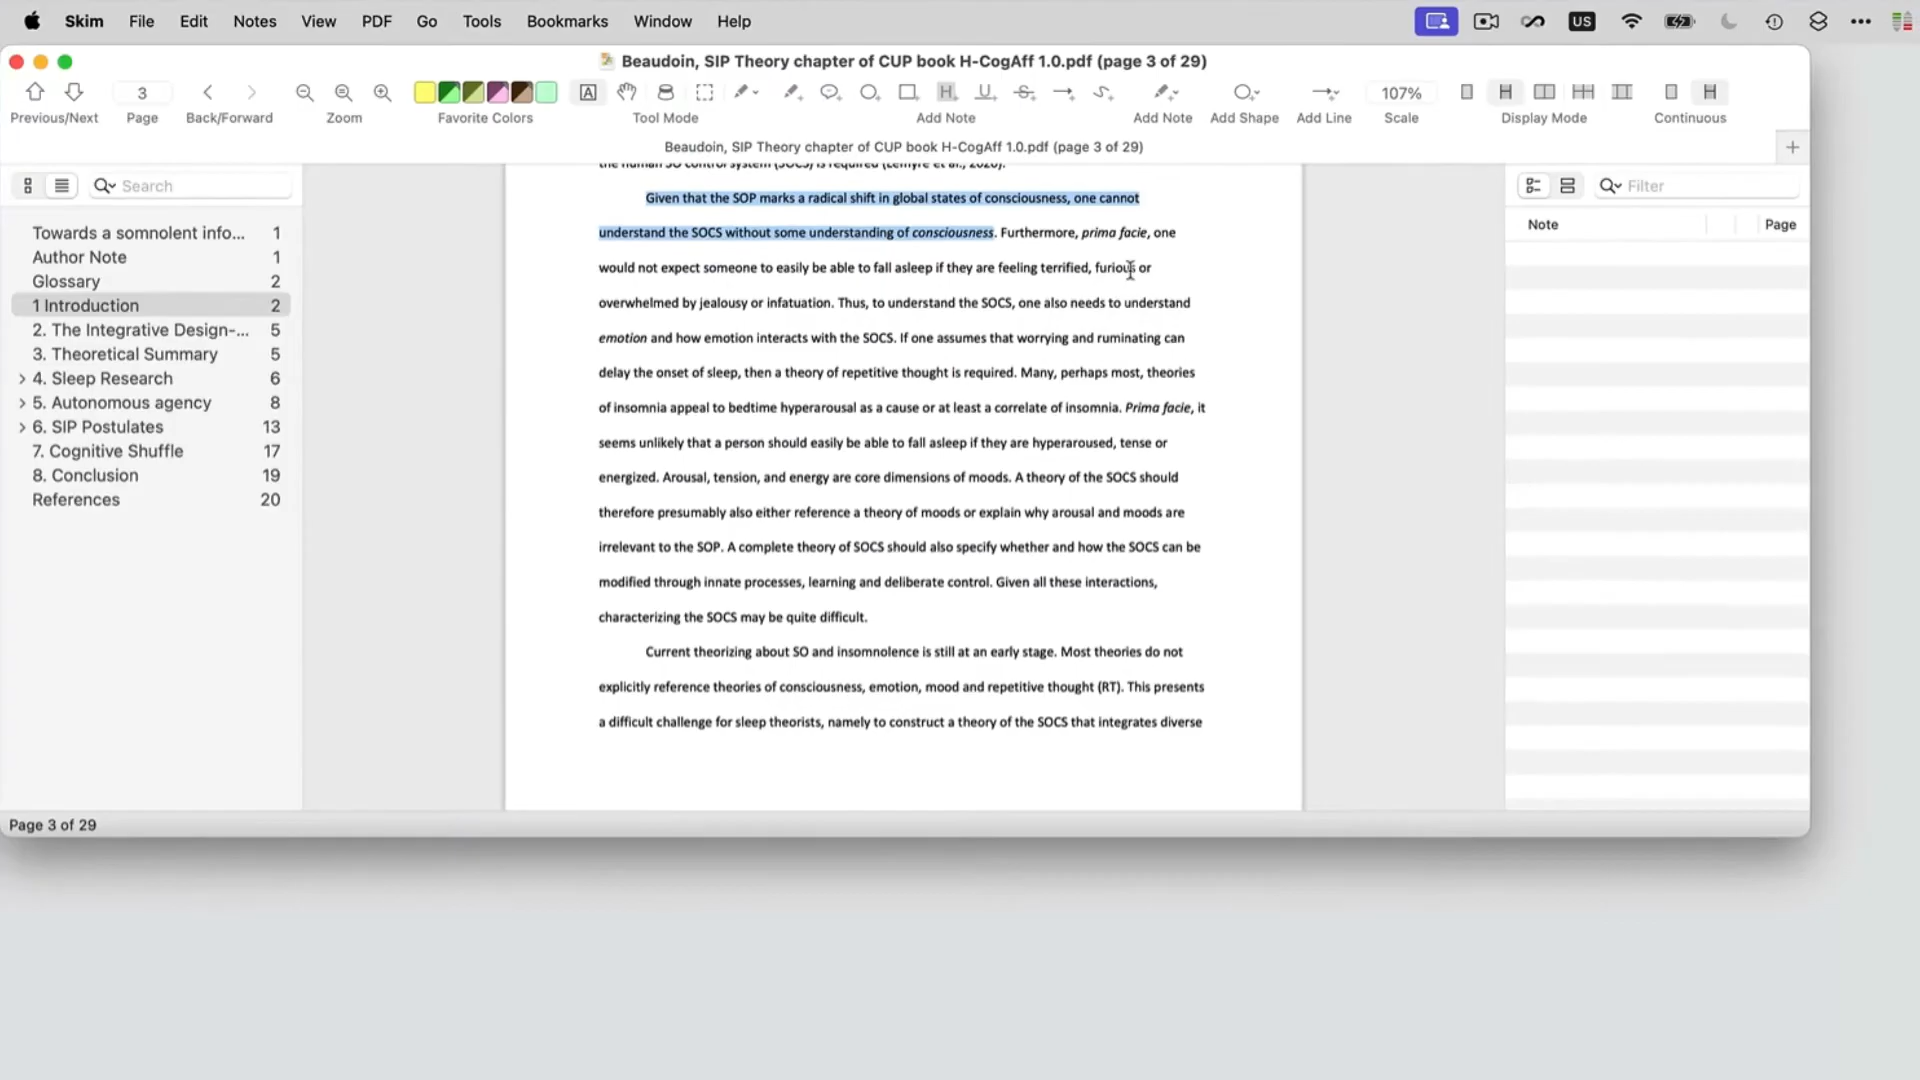 Skim File Edit Notes View PDF Go Tools Bookmarks Window Help US
Beaudoin, SIP Theory chapter of CUP book H-CogAff 1.0.pdf (page 3 of 29)
3 107%
Previous/Next Page Back/Forward Zoom Favorite Colors Tool Mode Add Note Add Note Add Shape Add Line Scale Display Mode Continuous
Beaudoin, SIP Theory chapter of CUP book H-CogAff 1.0.pdf (page 3 of 29)
Search
Towards a somnolent info... 1
Author Note 1
Glossary 2
1 Introduction 2
2. The Integrative Design-... 5
3. Theoretical Summary 5
4. Sleep Research 6
5. Autonomous agency 8
6. SIP Postulates 13
7. Cognitive Shuffle 17
8. Conclusion 19
References 20
the human SO control system (SOCS) is required (Lemyre et al., 2020).
Given that the SOP marks a radical shift in global states of consciousness, one cannot
understand the SOCS without some understanding of consciousness. Furthermore, prima facie, one
would not expect someone to easily be able to fall asleep if they are feeling terrified, furious or
overwhelmed by jealousy or infatuation. Thus, to understand the SOCS, one also needs to understand
emotion and how emotion interacts with the SOCS. If one assumes that worrying and ruminating can
delay the onset of sleep, then a theory of repetitive thought is required. Many, perhaps most, theories
of insomnia appeal to bedtime hyperarousal as a cause or at least a correlate of insomnia. Prima facie, it
seems unlikely that a person should easily be able to fall asleep if they are hyperaroused, tense or
energized. Arousal, tension, and energy are core dimensions of moods. A theory of the SOCS should
therefore presumably also either reference a theory of moods or explain why arousal and moods are
irrelevant to the SOP. A complete theory of SOCS should also specify whether and how the SOCS can be
modified through innate processes, learning and deliberate control. Given all these interactions,
characterizing the SOCS may be quite difficult.
Current theorizing about SO and insomnolence is still at an early stage. Most theories do not
explicitly reference theories of consciousness, emotion, mood and repetitive thought (RT). This presents
a difficult challenge for sleep theorists, namely to construct a theory of the SOCS that integrates diverse
Filter
Note Page
Page 3 of 29